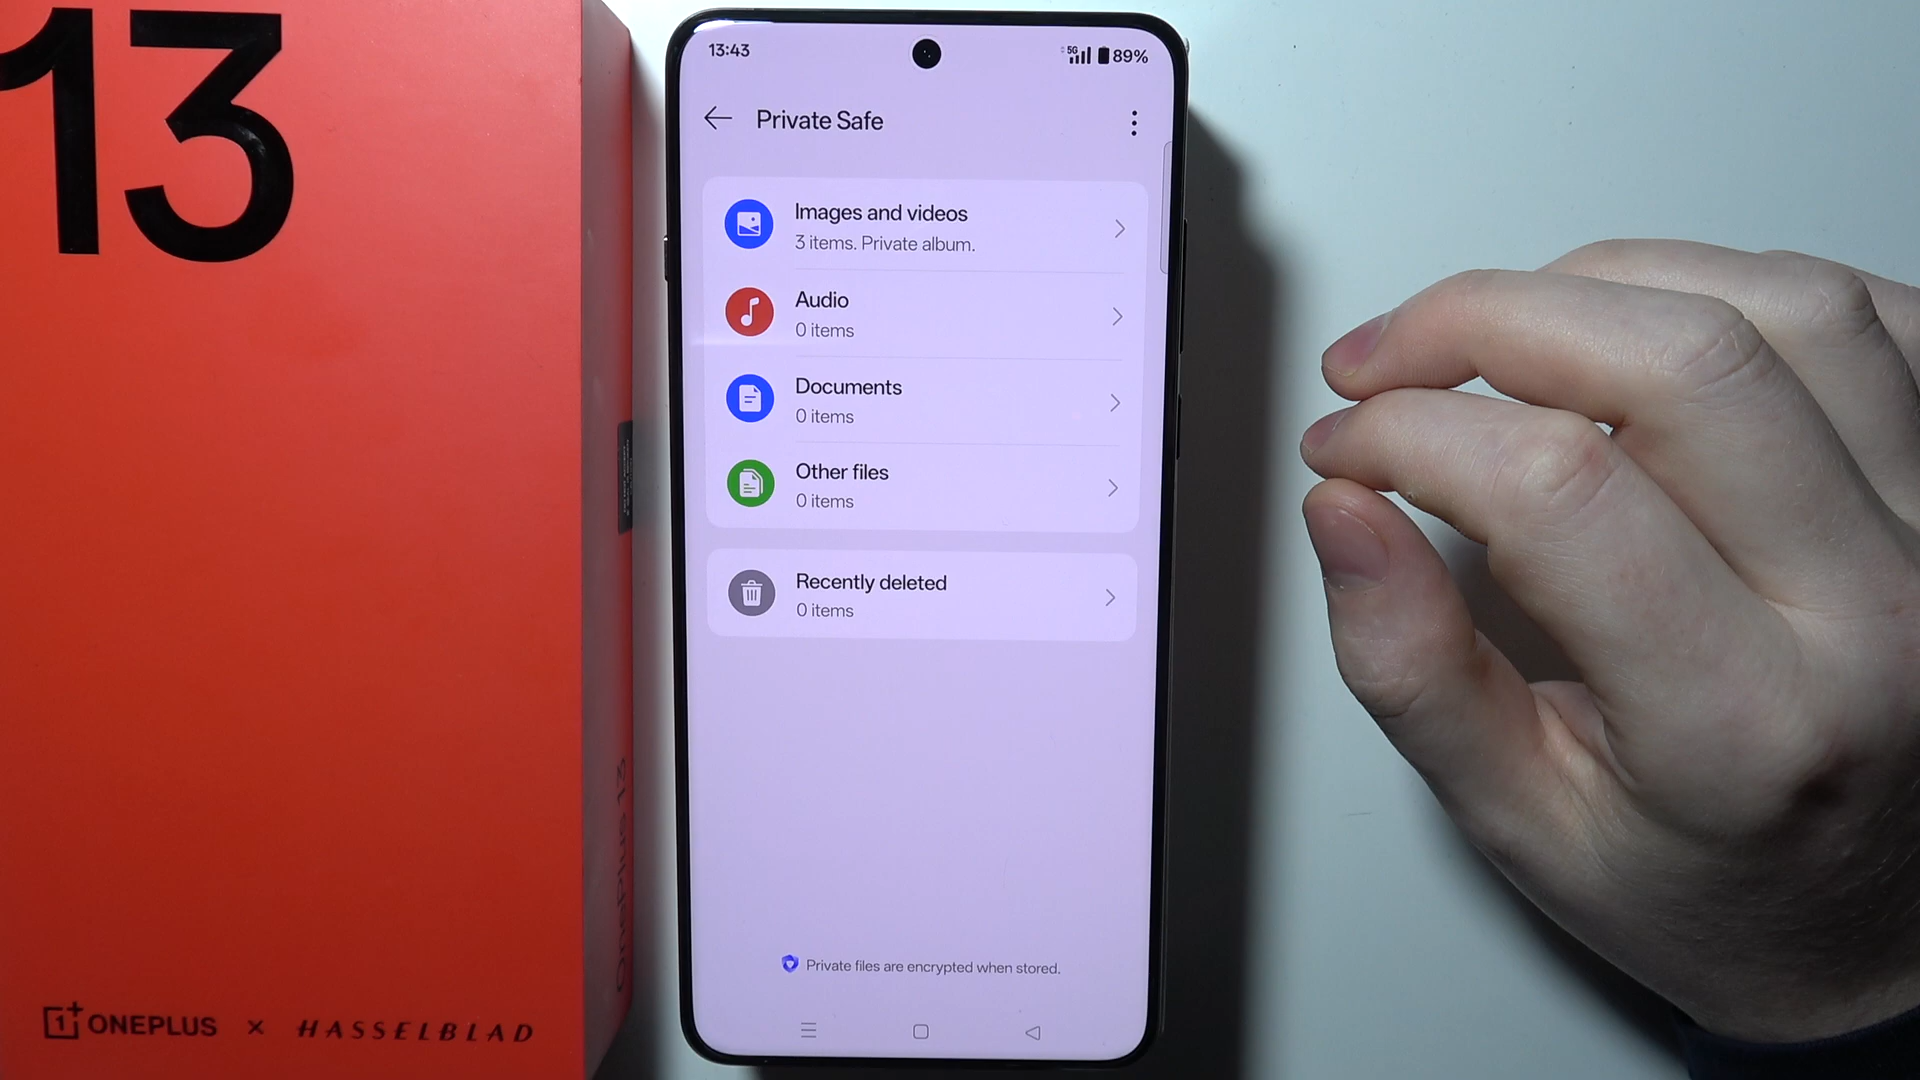 13
ONEPLUS × HASSELBLAD
OnePlus 13
13:43
5G
89%
Private Safe
Images and videos
3 items. Private album.
Audio
0 items
Documents
0 items
Other files
0 items
Recently deleted
0 items
Private files are encrypted when stored.